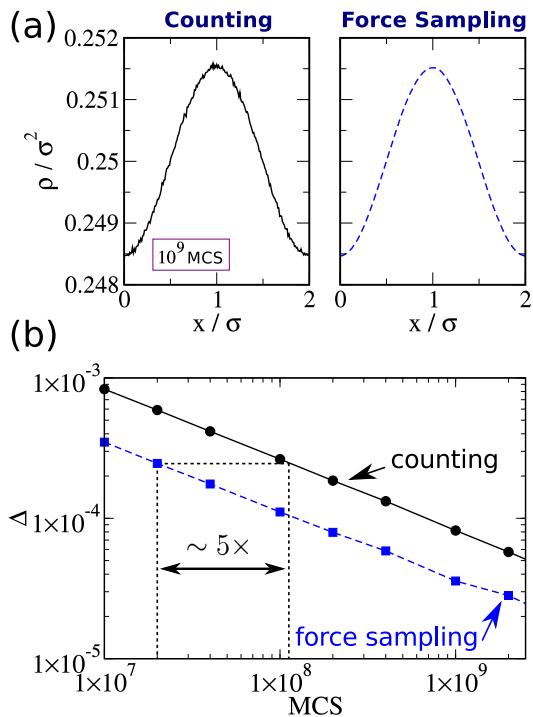 (a)
Counting
Force Sampling
0.252
0.251
0.25
0.249
0.248
ρ / σ²
10⁹ MCS
0 1 2
0 1 2
x / σ
x / σ
(b)
1×10⁻³
1×10⁻⁴
1×10⁻⁵
Δ
counting
∼ 5×
force sampling
1×10⁷ 1×10⁸ 1×10⁹
MCS